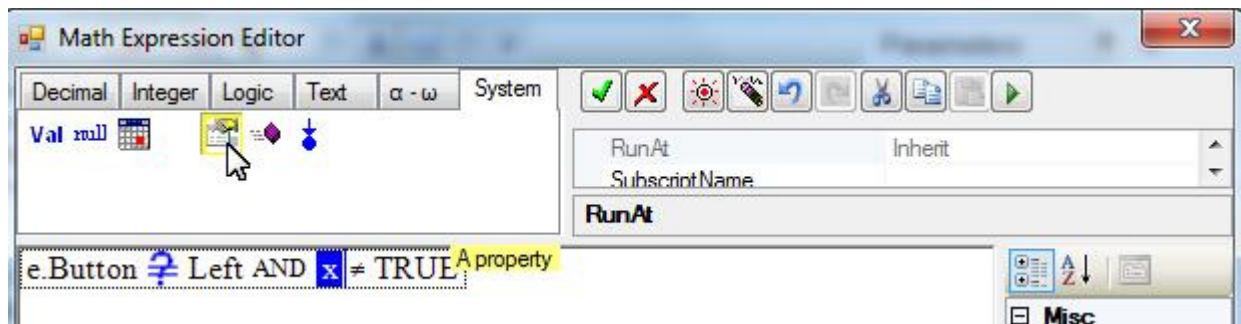 Math Expression Editor
Decimal Integer Logic Text α - ω System
Val null
RunAt Inherit
SubscriptName
RunAt
e.Button ≟ Left AND x ≠ TRUE
A property
Misc